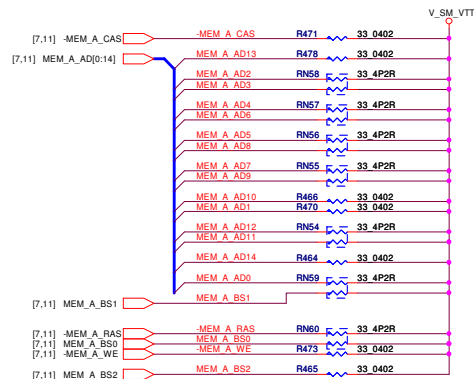 V_SM_VTT
[7,11] -MEM_A_CAS -MEM_A_CAS R471 33_0402
[7,11] MEM_A_AD[0:14] MEM_A_AD13 R478 33_0402
MEM_A_AD2 RN58 33_4P2R
MEM_A_AD3
MEM_A_AD4 RN57 33_4P2R
MEM_A_AD6
MEM_A_AD5 RN56 33_4P2R
MEM_A_AD8
MEM_A_AD7 RN55 33_4P2R
MEM_A_AD9
MEM_A_AD10 R466 33_0402
MEM_A_AD1 R470 33_0402
MEM_A_AD12 RN54 33_4P2R
MEM_A_AD11
MEM_A_AD14 R464 33_0402
MEM_A_AD0 RN59 33_4P2R
[7,11] MEM_A_BS1 MEM_A_BS1
[7,11] -MEM_A_RAS -MEM_A_RAS RN60 33_4P2R
[7,11] MEM_A_BS0 MEM_A_BS0
[7,11] -MEM_A_WE -MEM_A_WE R473 33_0402
[7,11] MEM_A_BS2 MEM_A_BS2 R465 33_0402